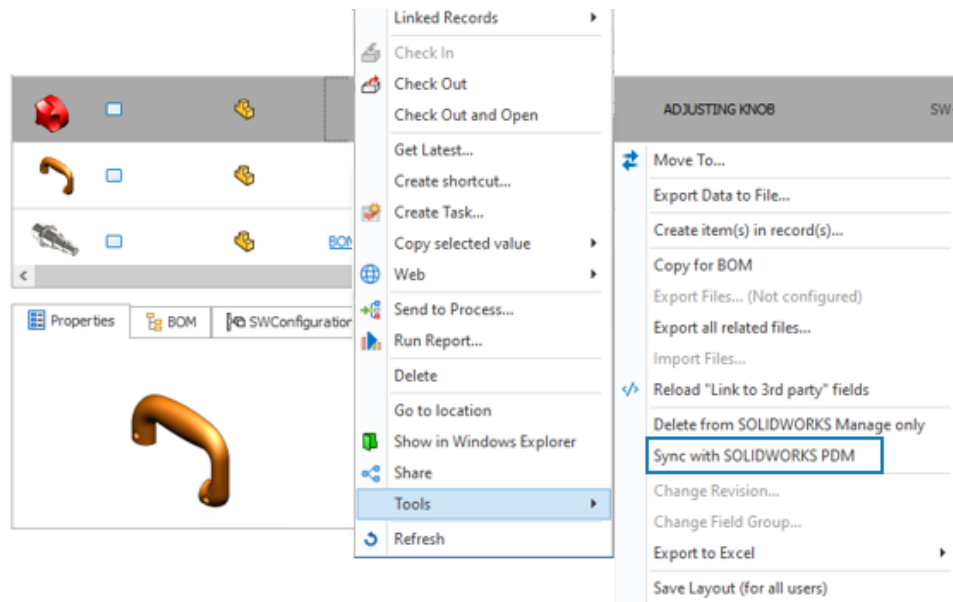 Linked Records
Check In
Check Out
Check Out and Open
Get Latest...
Create shortcut...
Create Task...
Copy selected value
Web
Send to Process...
Run Report...
Delete
Go to location
Show in Windows Explorer
Share
Tools
Refresh
ADJUSTING KNOB SW
Move To...
Export Data to File...
Create item(s) in record(s)...
Copy for BOM
Export Files... (Not configured)
Export all related files...
Import Files...
Reload "Link to 3rd party" fields
Delete from SOLIDWORKS Manage only
Sync with SOLIDWORKS PDM
Change Revision...
Change Field Group...
Export to Excel
Save Layout (for all users)
BOM
Properties BOM SWConfiguration